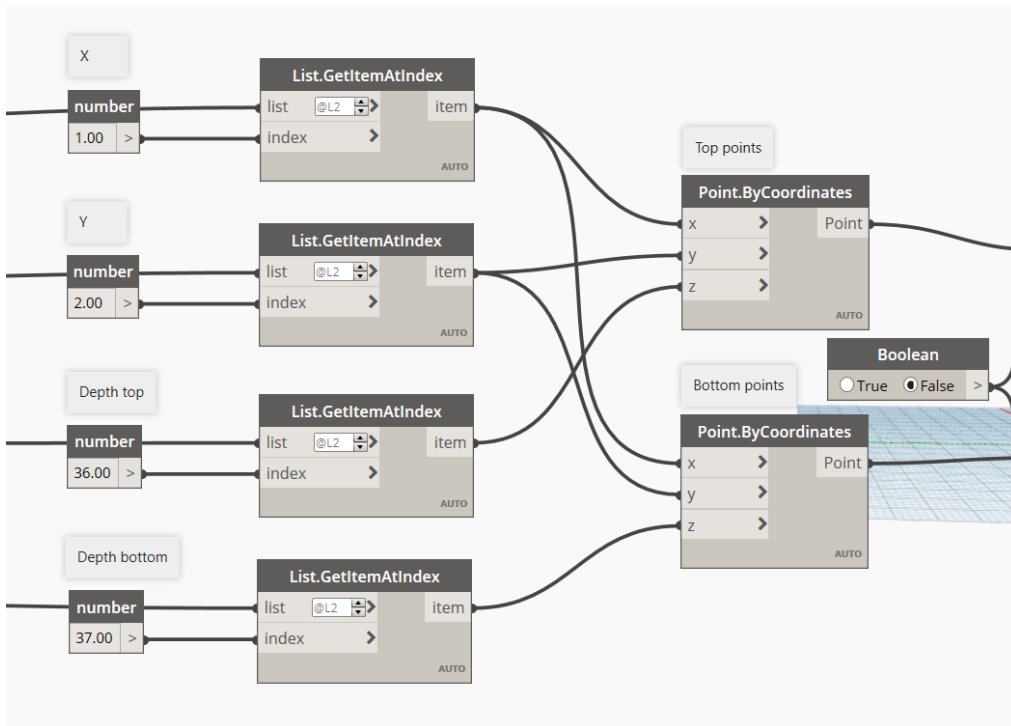 X
number
1.00 >
List.GetItemAtIndex
list @L2 > item
index >
AUTO
Y
number
2.00 >
List.GetItemAtIndex
list @L2 > item
index >
AUTO
Depth top
number
36.00 >
List.GetItemAtIndex
list @L2 > item
index >
AUTO
Depth bottom
number
37.00 >
List.GetItemAtIndex
list @L2 > item
index >
AUTO
Top points
Point.ByCoordinates
x > Point
y >
z >
AUTO
Boolean
True False >
Bottom points
Point.ByCoordinates
x > Point
y >
z >
AUTO